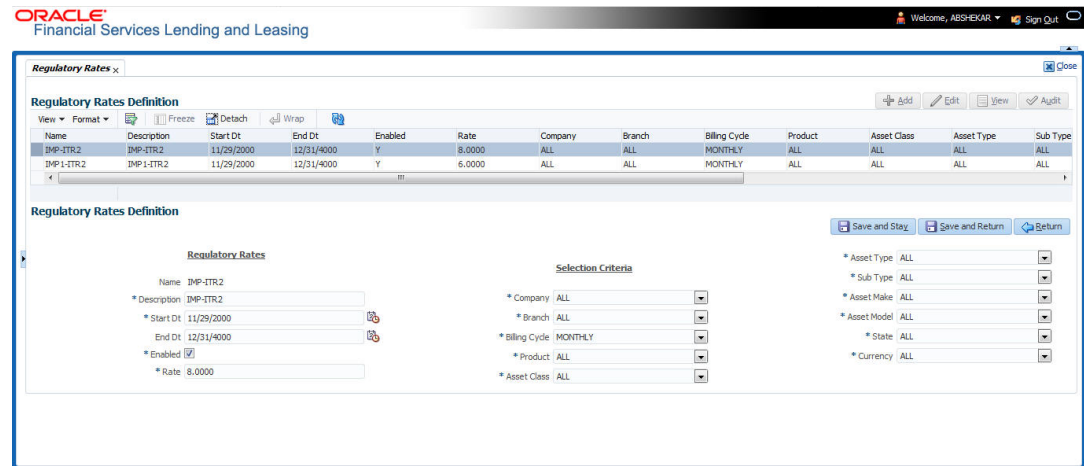 ORACLE
Financial Services Lending and Leasing
Welcome, ABSHEKAR
Sign Out
Regulatory Rates x
Close
Regulatory Rates Definition
Add Edit View Audit
View Format Freeze Detach Wrap
Name Description Start Dt End Dt Enabled Rate Company Branch Billing Cycle Product Asset Class Asset Type Sub Type
IMP-ITR2 IMP-ITR2 11/29/2000 12/31/4000 Y 8.0000 ALL ALL MONTHLY ALL ALL ALL ALL
IMP1-ITR2 IMP1-ITR2 11/29/2000 12/31/4000 Y 6.0000 ALL ALL MONTHLY ALL ALL ALL ALL
Regulatory Rates Definition
Save and Stay Save and Return Return
Regulatory Rates
Name IMP-ITR2
* Description IMP-ITR2
* Start Dt 11/29/2000
End Dt 12/31/4000
* Enabled
* Rate 8.0000
Selection Criteria
* Company ALL
* Branch ALL
* Billing Cycle MONTHLY
* Product ALL
* Asset Class ALL
* Asset Type ALL
* Sub Type ALL
* Asset Make ALL
* Asset Model ALL
* State ALL
* Currency ALL